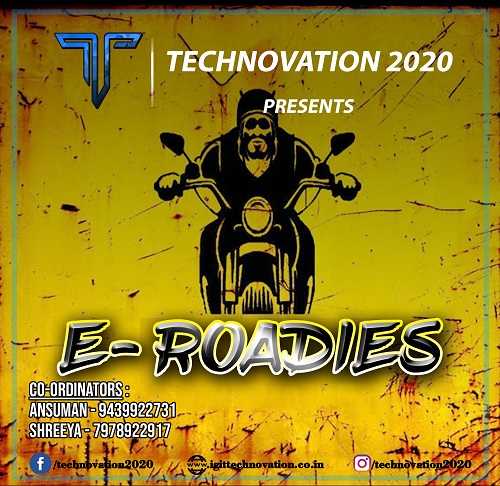 TECHNOVATION 2020
PRESENTS
E- ROADIES
CO-ORDINATORS :
ANSUMAN - 9439922731
SHREEYA - 7978922917
/technovation2020
www.igittechnovation.co.in
/technovation2020